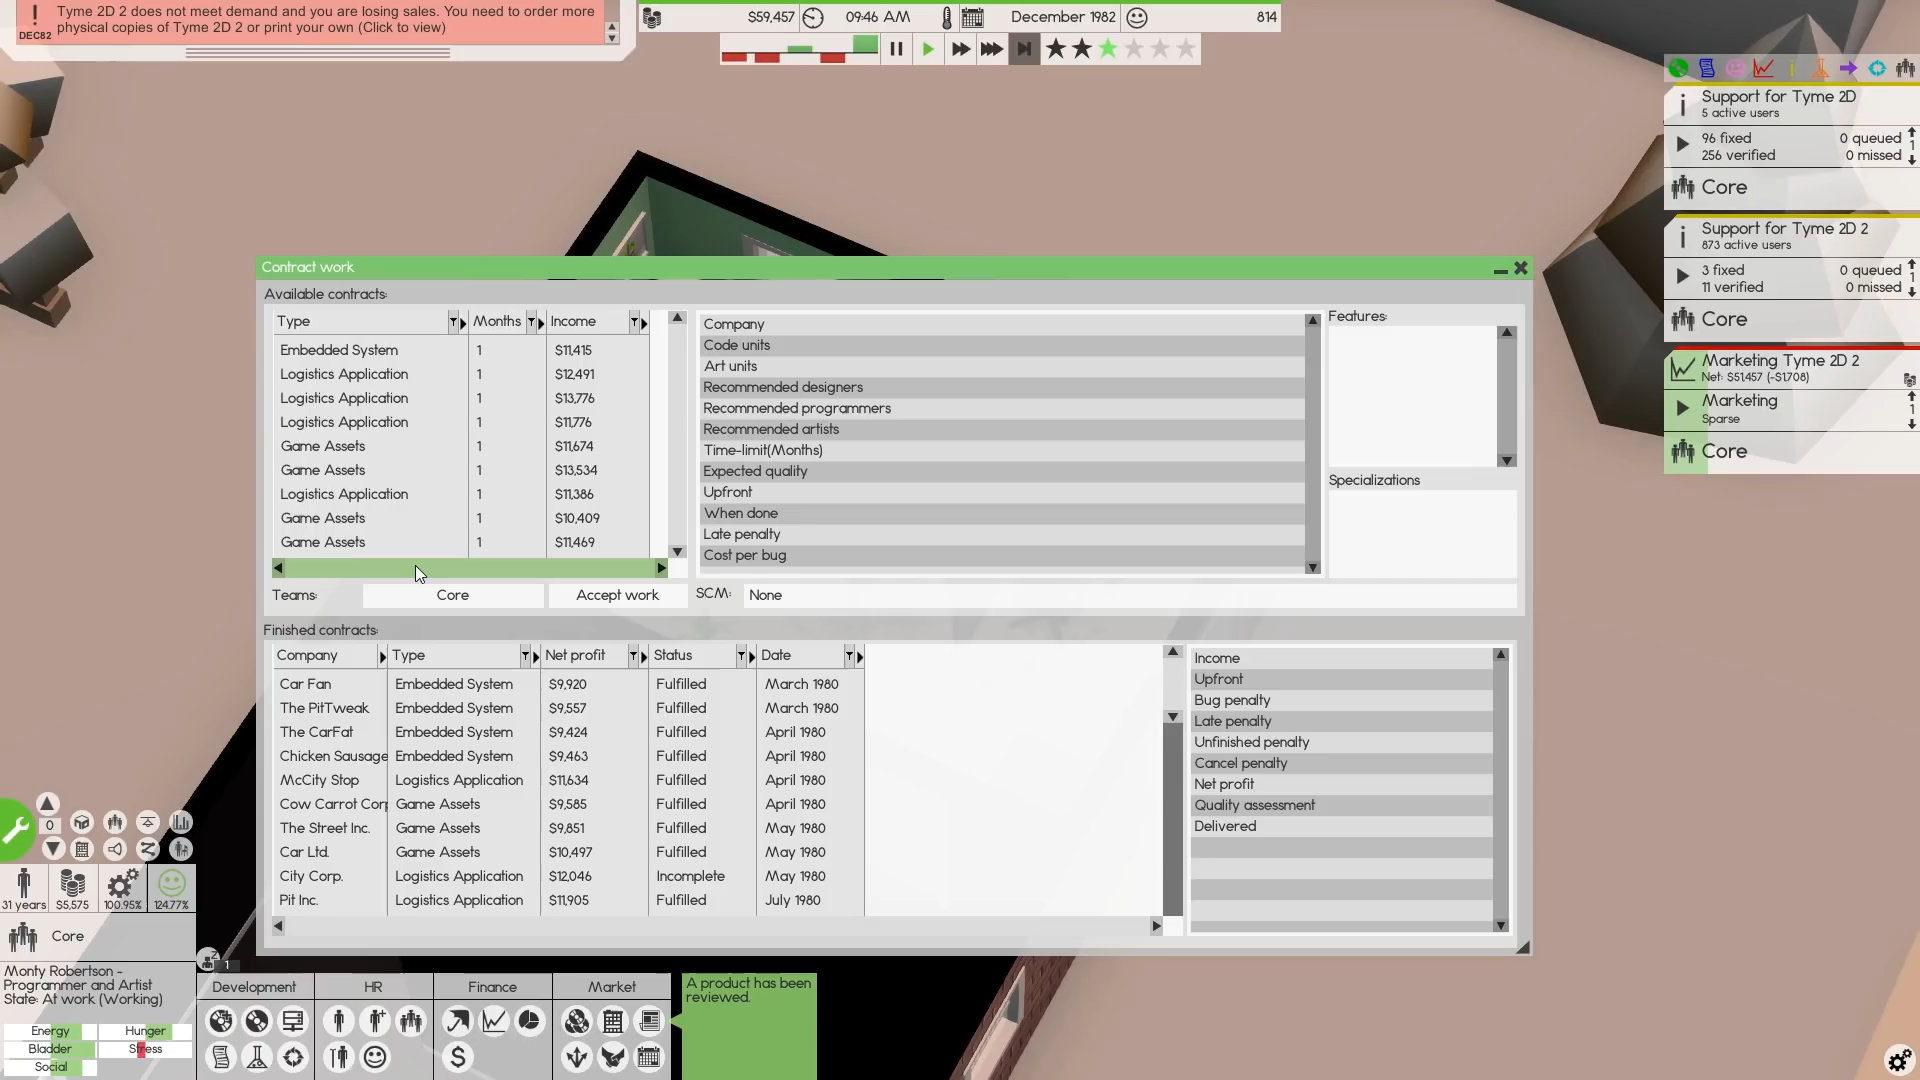 Tyme 2D 2 does not meet demand and you are losing sales. You need to order more
physical copies of Tyme 2D 2 or print your own (Click to view)
DEC82
$59,457
09:46 AM
December 1982
814
Support for Tyme 2D
5 active users
96 fixed 0 queued
256 verified 0 missed
1
Core
Support for Tyme 2D 2
873 active users
3 fixed 0 queued
11 verified 0 missed
1
Core
Marketing Tyme 2D 2
Net: $51,457 (-$1,708)
Marketing
Sparse
1
Core
Contract work
Available contracts:
Type Months Income
Embedded System 1 $11,415
Logistics Application 1 $12,491
Logistics Application 1 $13,776
Logistics Application 1 $11,776
Game Assets 1 $11,674
Game Assets 1 $13,534
Logistics Application 1 $11,386
Game Assets 1 $10,409
Game Assets 1 $11,469
Company
Code units
Art units
Recommended designers
Recommended programmers
Recommended artists
Time-limit(Months)
Expected quality
Upfront
When done
Late penalty
Cost per bug
Features:
Specializations
Teams: Core Accept work SCM: None
Finished contracts:
Company Type Net profit Status Date
Car Fan Embedded System $9,920 Fulfilled March 1980
The PitTweak Embedded System $9,557 Fulfilled March 1980
The CarFat Embedded System $9,424 Fulfilled April 1980
Chicken Sausage Embedded System $9,463 Fulfilled April 1980
McCity Stop Logistics Application $11,634 Fulfilled April 1980
Cow Carrot Corp Game Assets $9,585 Fulfilled April 1980
The Street Inc. Game Assets $9,851 Fulfilled May 1980
Car Ltd. Game Assets $10,497 Fulfilled May 1980
City Corp. Logistics Application $12,046 Incomplete May 1980
Pit Inc. Logistics Application $11,905 Fulfilled July 1980
Income
Upfront
Bug penalty
Late penalty
Unfinished penalty
Cancel penalty
Net profit
Quality assessment
Delivered
0
31 years $5,575 100.95% 124.77%
Core
Monty Robertson -
Programmer and Artist
State: At work (Working)
Energy Hunger
Bladder Stress
Social
1
Development HR Finance Market
A product has been
reviewed.